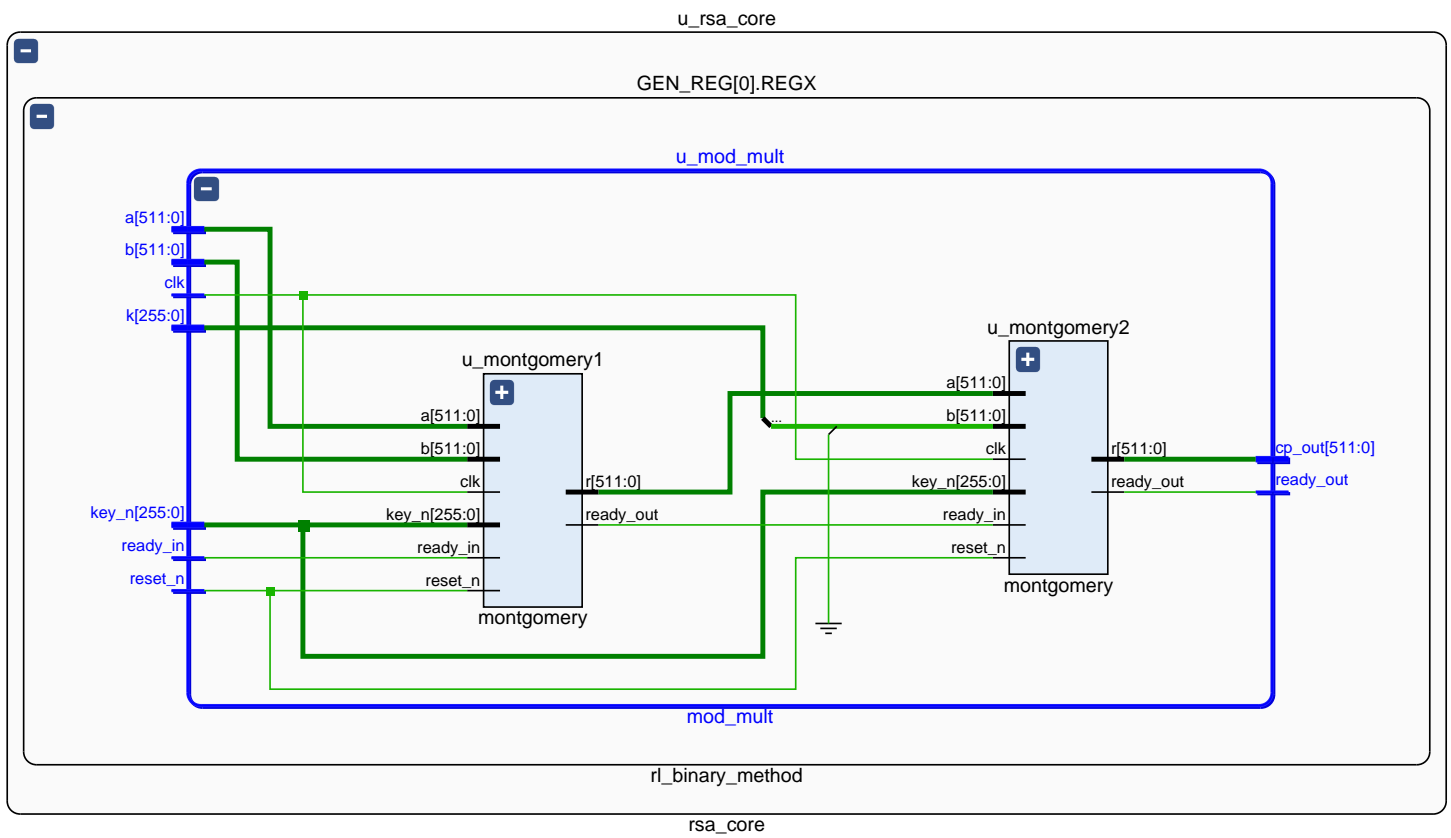 u_rsa_core
GEN_REG[0].REGX
u_mod_mult
a[511:0]
b[511:0]
clk
k[255:0]
key_n[255:0]
ready_in
reset_n
u_montgomery1
a[511:0]
b[511:0]
clk
key_n[255:0]
ready_in
reset_n
r[511:0]
ready_out
montgomery
...
u_montgomery2
a[511:0]
b[511:0]
clk
key_n[255:0]
ready_in
reset_n
r[511:0]
ready_out
montgomery
cp_out[511:0]
ready_out
mod_mult
rl_binary_method
rsa_core